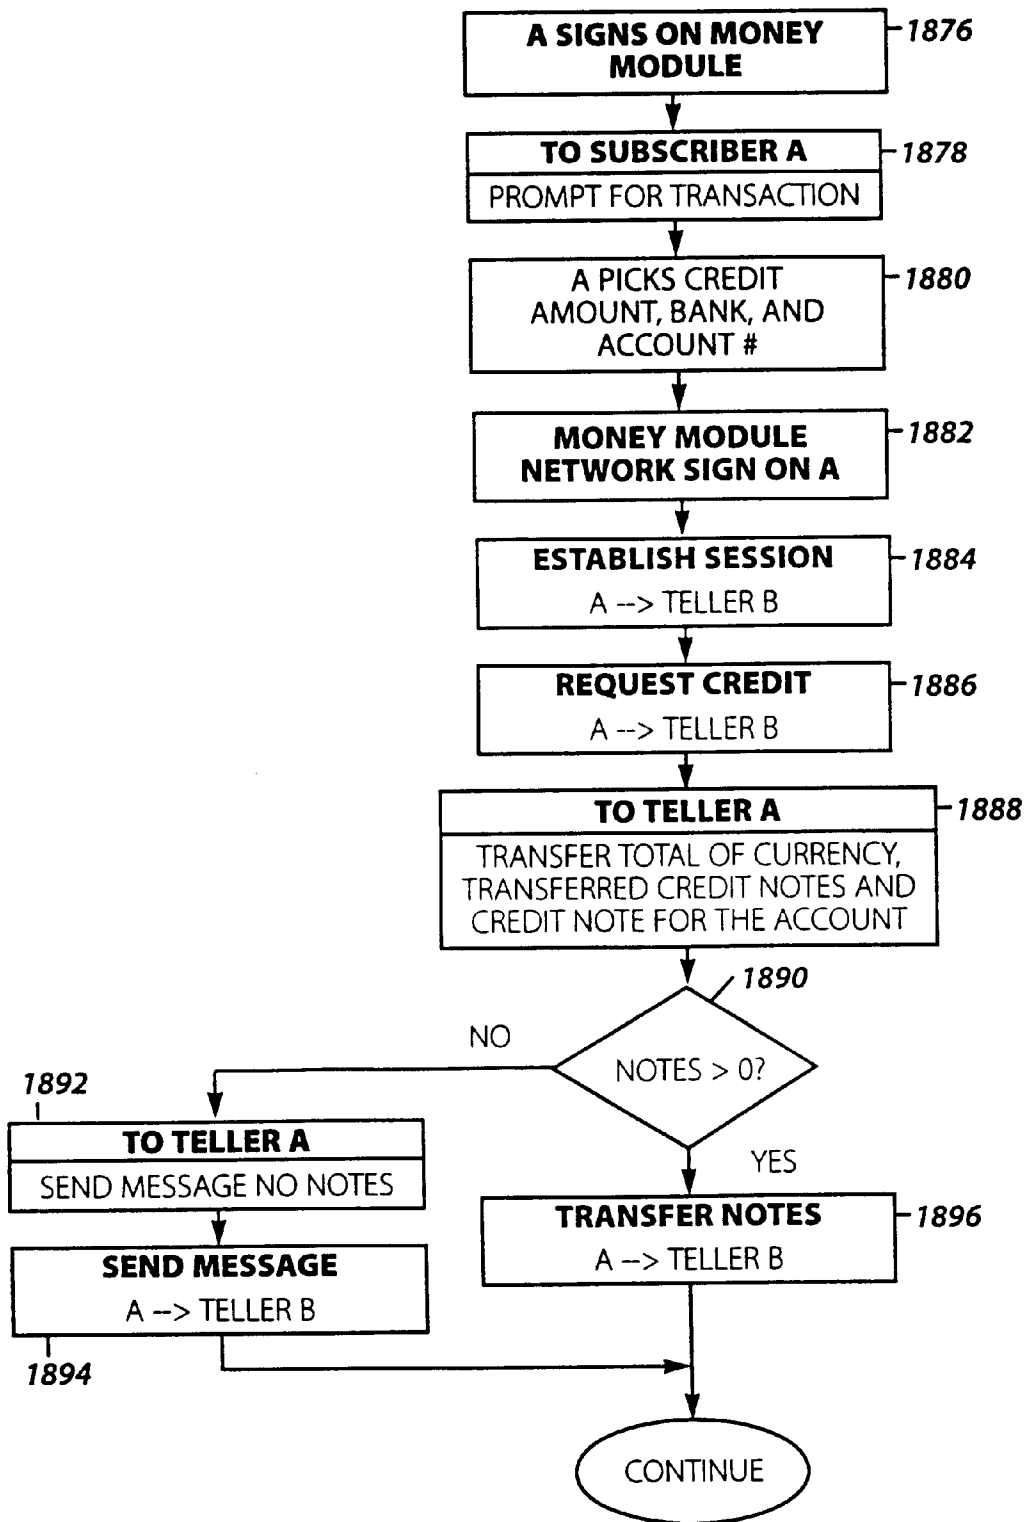 A SIGNS ON MONEY
MODULE
1876
TO SUBSCRIBER A
1878
PROMPT FOR TRANSACTION
A PICKS CREDIT
AMOUNT, BANK, AND
ACCOUNT #
1880
MONEY MODULE
NETWORK SIGN ON A
1882
ESTABLISH SESSION
A --> TELLER B
1884
REQUEST CREDIT
A --> TELLER B
1886
TO TELLER A
1888
TRANSFER TOTAL OF CURRENCY,
TRANSFERRED CREDIT NOTES AND
CREDIT NOTE FOR THE ACCOUNT
1890
NOTES > 0?
NO
YES
1892
TO TELLER A
SEND MESSAGE NO NOTES
SEND MESSAGE
A --> TELLER B
1894
TRANSFER NOTES
A --> TELLER B
1896
CONTINUE